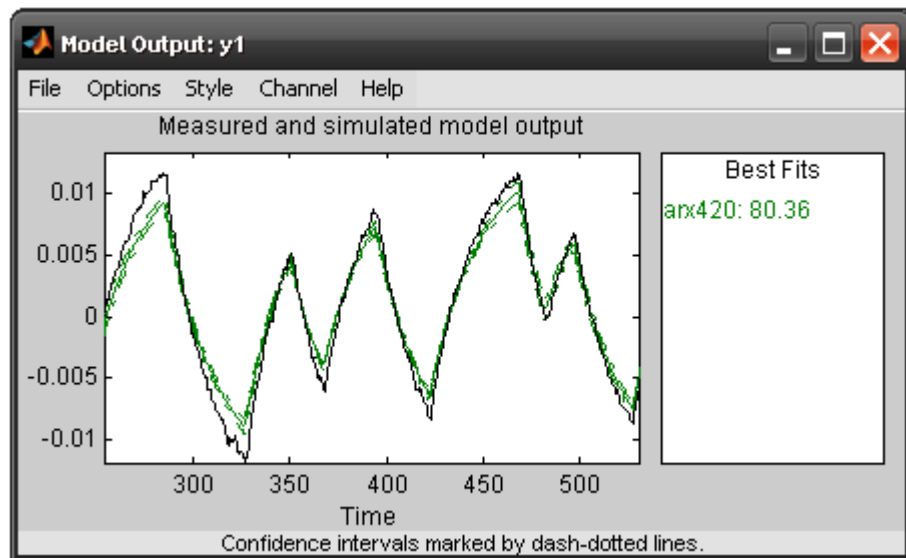 Model Output: y1
File Options Style Channel Help
Measured and simulated model output
0.01
0.005
0
-0.005
-0.01
300 350 400 450 500
Time
Best Fits
arx420: 80.36
Confidence intervals marked by dash-dotted lines.